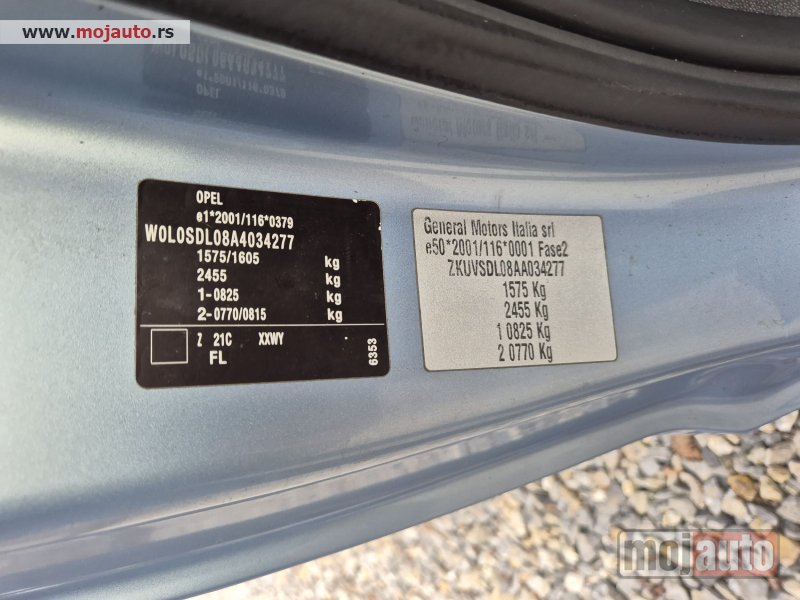 www.mojauto.rs
OPEL
e1*2001/116*0379
W0L0SDL08A4034277
1575/1605 kg
2455 kg
1-0825 kg
2-0770/0815 kg
Z 21C XXWY
FL
6353
General Motors Italia srl
e50*2001/116*0001 Fase2
ZKUVSDL08AA034277
1575 Kg
2455 Kg
1 0825 Kg
2 0770 Kg
mojauto